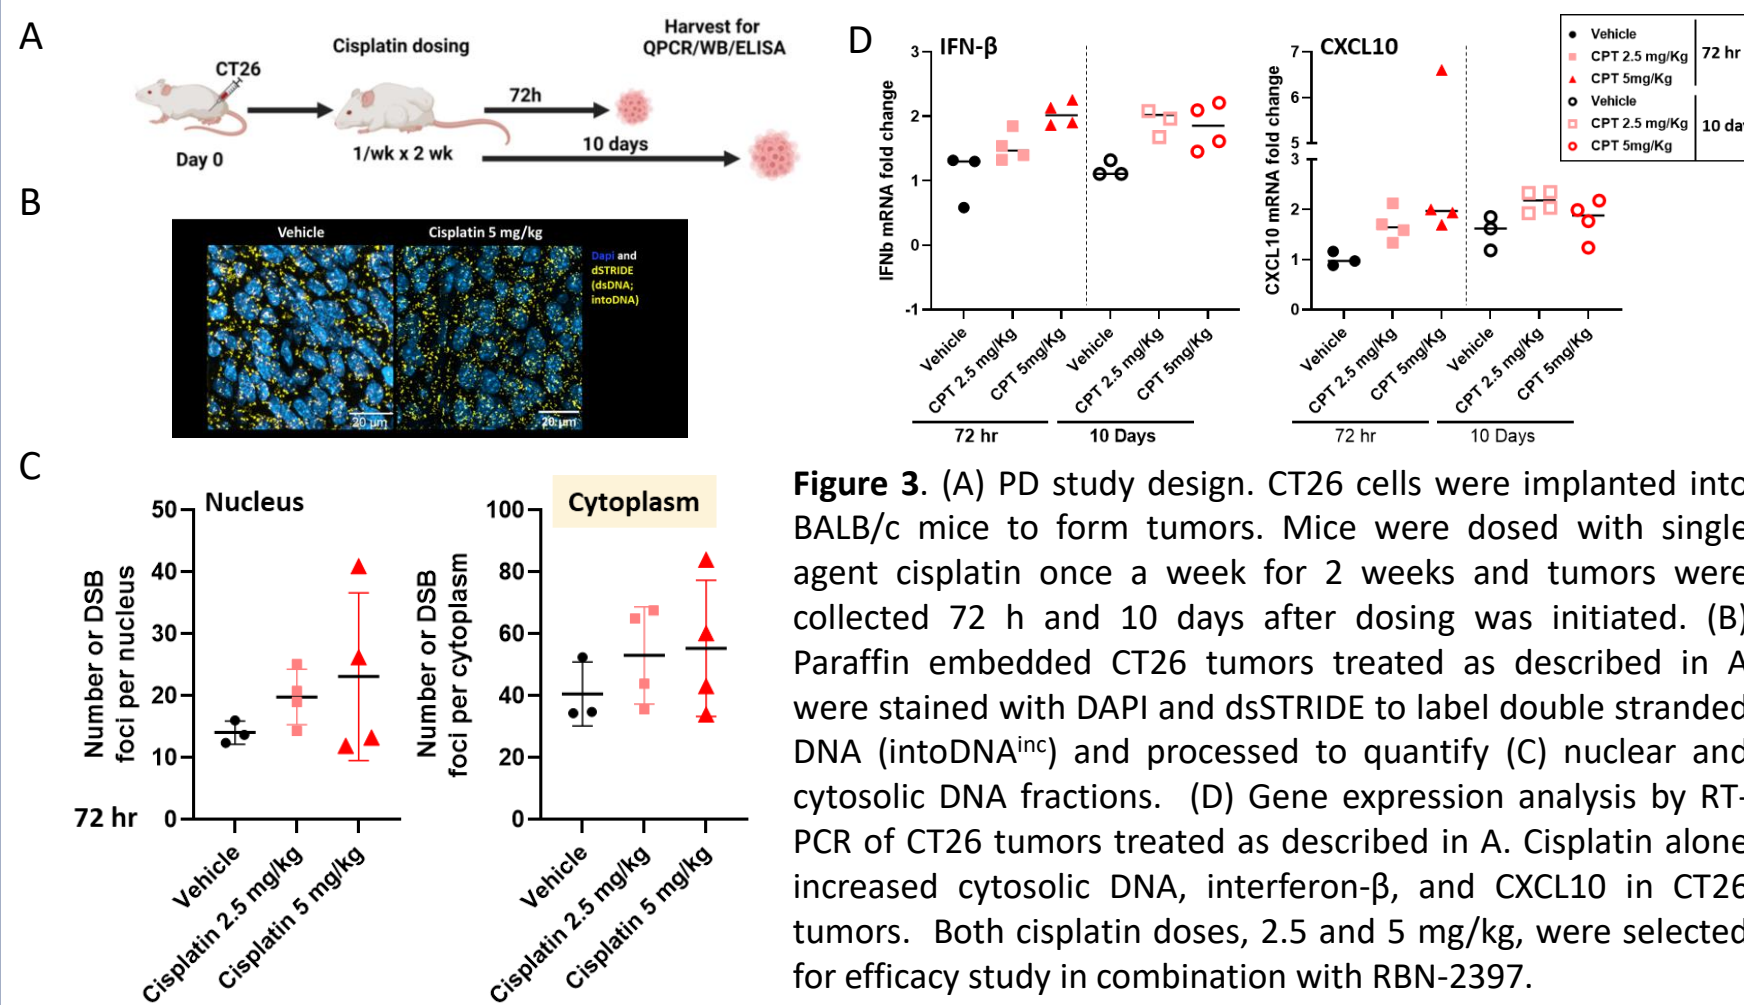 A
CT26
Day 0
Cisplatin dosing
1/wk x 2 wk
72h
10 days
Harvest for
QPCR/WB/ELISA
B
Vehicle
Cisplatin 5 mg/kg
Dapi and
dSTRIDE
(dsDNA;
intoDNA)
20 µm
20 µm
C
Nucleus
Number or DSB
foci per nucleus
50
40
30
20
10
0
72 hr
Vehicle
Cisplatin 2.5 mg/kg
Cisplatin 5 mg/kg
Cytoplasm
Number or DSB
foci per cytoplasm
100
80
60
40
20
0
Vehicle
Cisplatin 2.5 mg/kg
Cisplatin 5 mg/kg
D
IFN-β
IFNb mRNA fold change
3
2
1
0
-1
Vehicle
CPT 2.5 mg/Kg
CPT 5mg/Kg
Vehicle
CPT 2.5 mg/Kg
CPT 5mg/Kg
72 hr
10 Days
CXCL10
CXCL10 mRNA fold change
7
6
5
3
2
1
0
Vehicle
CPT 2.5 mg/Kg
CPT 5mg/Kg
Vehicle
CPT 2.5 mg/Kg
CPT 5mg/Kg
72 hr
10 Days
Vehicle
CPT 2.5 mg/Kg
CPT 5mg/Kg
72 hr
Vehicle
CPT 2.5 mg/Kg
CPT 5mg/Kg
10 da
Figure 3. (A) PD study design. CT26 cells were implanted into
BALB/c mice to form tumors. Mice were dosed with single
agent cisplatin once a week for 2 weeks and tumors were
collected 72 h and 10 days after dosing was initiated. (B)
Paraffin embedded CT26 tumors treated as described in A
were stained with DAPI and dsSTRIDE to label double stranded
DNA (intoDNAinc) and processed to quantify (C) nuclear and
cytosolic DNA fractions. (D) Gene expression analysis by RT-
PCR of CT26 tumors treated as described in A. Cisplatin alone
increased cytosolic DNA, interferon-β, and CXCL10 in CT26
tumors. Both cisplatin doses, 2.5 and 5 mg/kg, were selected
for efficacy study in combination with RBN-2397.